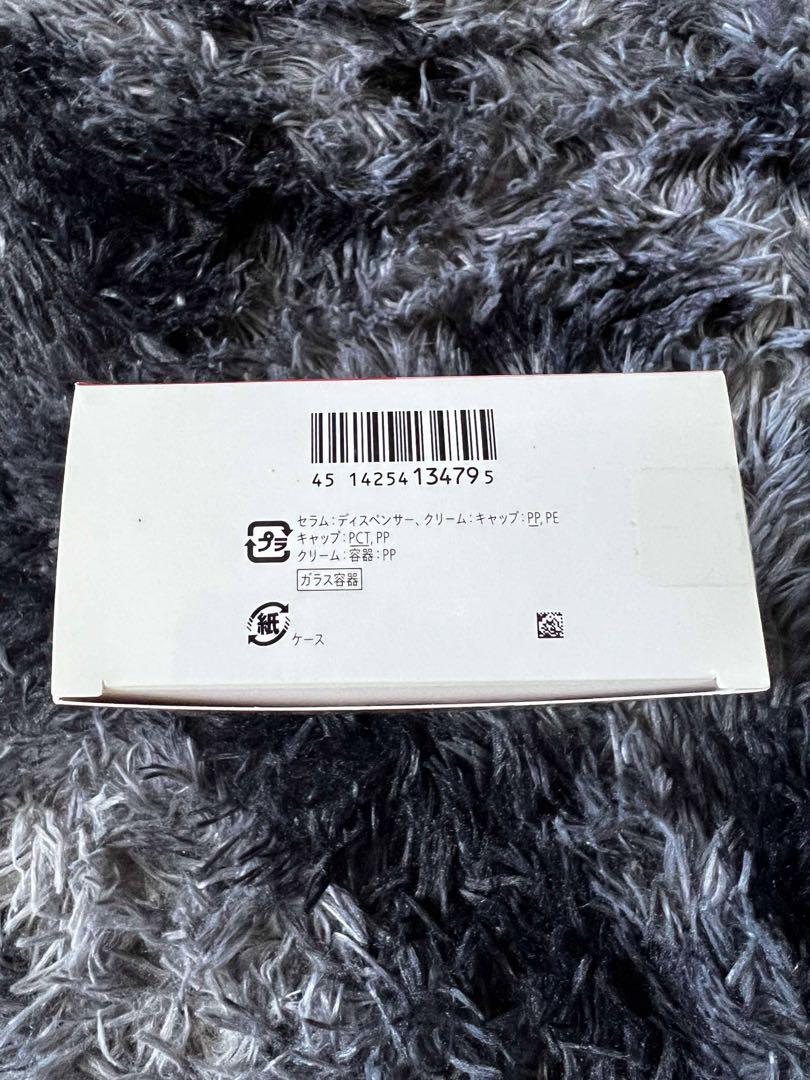 45 14254 13479 5
プラ
セラム:ディスペンサー、クリーム:キャップ:PP, PE
キャップ:PCT, PP
クリーム:容器:PP
ガラス容器
紙
ケース